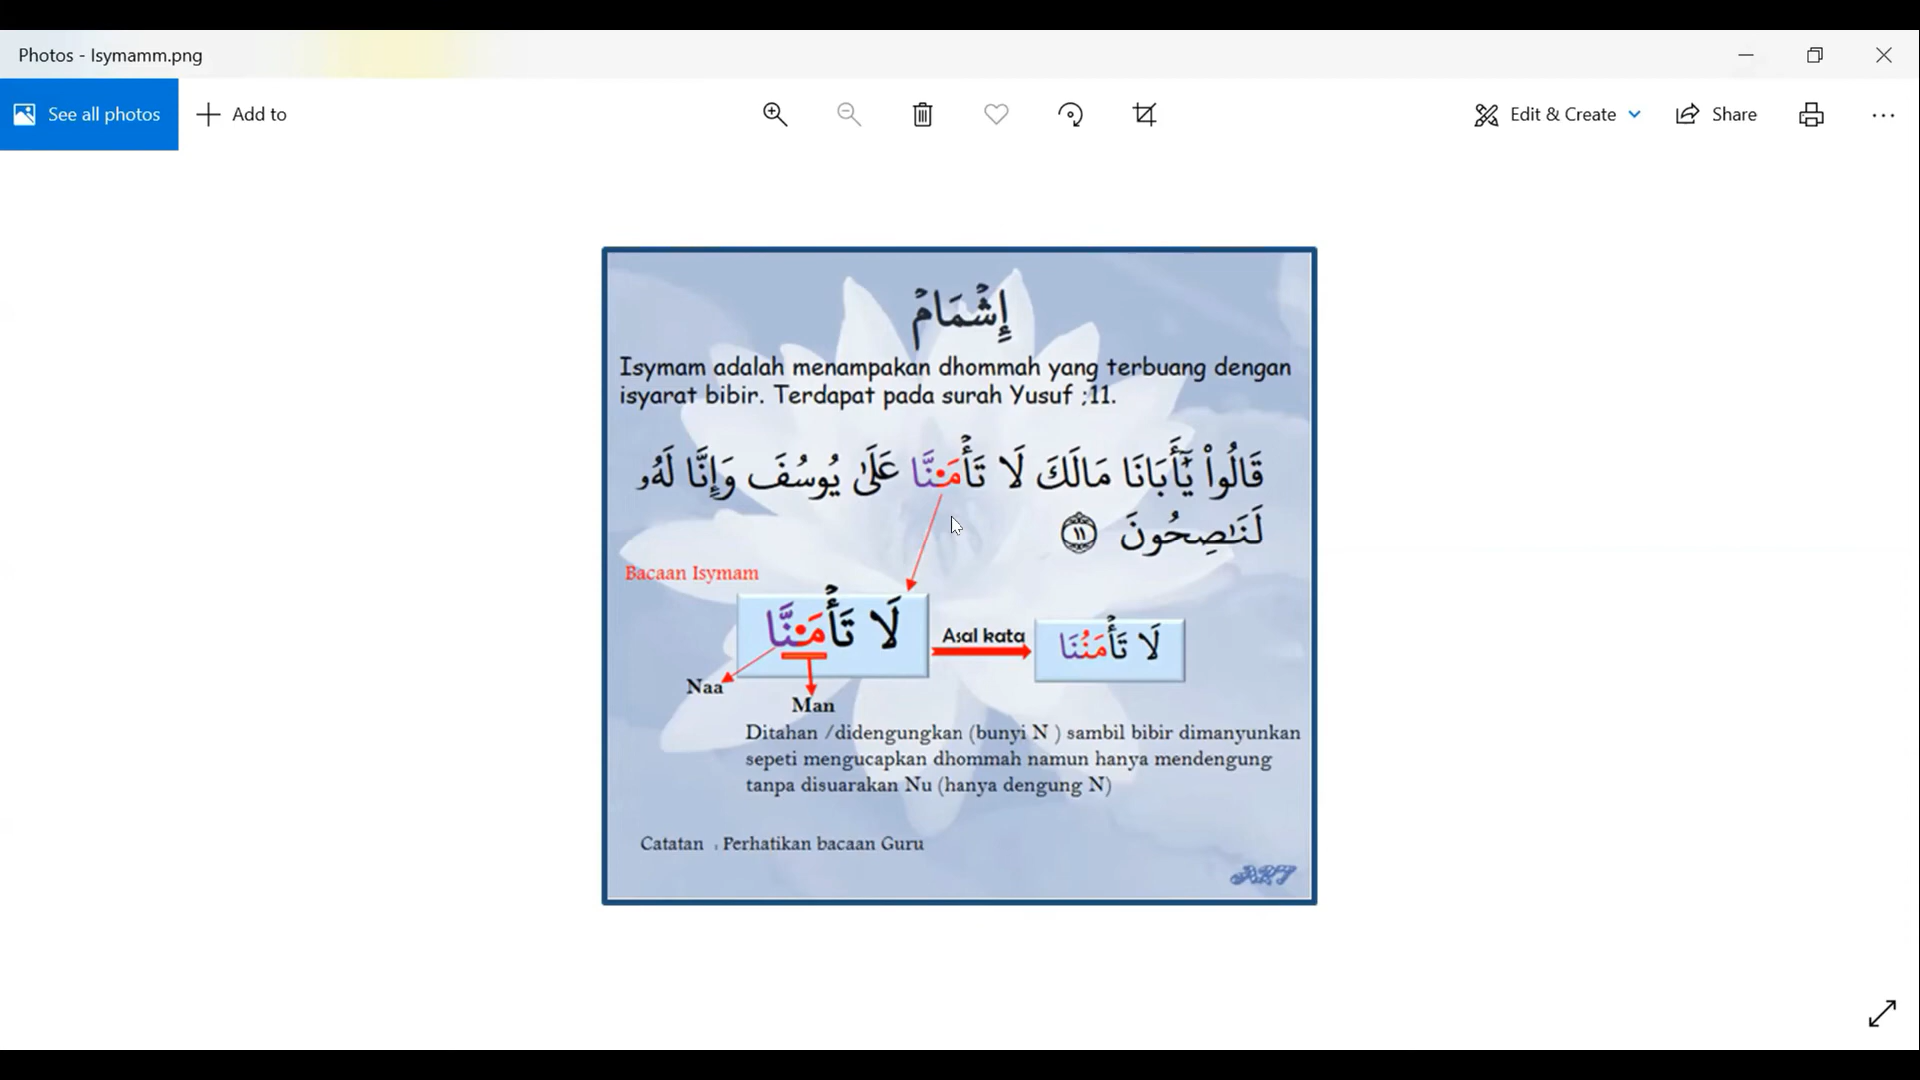 Photos - Isymamm.png
See all photos
Add to
Edit & Create
Share
إِشْمَامْ
Isymam adalah menampakan dhommah yang terbuang dengan
isyarat bibir. Terdapat pada surah Yusuf ;11.
قَالُوا۟ يَٰٓأَبَانَا مَالَكَ لَا تَأْمَ۫نَّا عَلَىٰ يُوسُفَ وَإِنَّا لَهُۥ
لَنَٰصِحُونَ ١١
Bacaan Isymam
لَا تَأْمَ۫نَّا
Asal kata
لَا تَأْمَنُنَا
Naa
Man
Ditahan /didengungkan (bunyi N ) sambil bibir dimanyunkan
sepeti mengucapkan dhommah namun hanya mendengung
tanpa disuarakan Nu (hanya dengung N)
Catatan : Perhatikan bacaan Guru